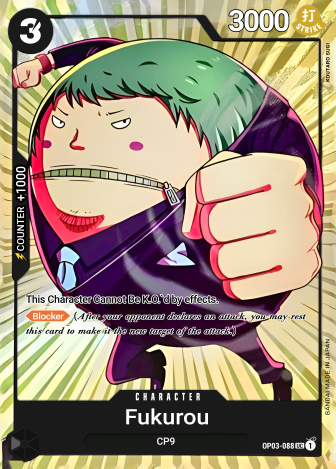 3
3000
打
STRIKE
KOUTARO SUGI
COUNTER +1000
This Character Cannot Be K.O.'d by effects.
Blocker (After your opponent declares an attack, you may rest
this card to make it the new target of the attack.)
BANDAI MADE IN JAPAN
CHARACTER
Fukurou
CP9
OP03-088 UC 1